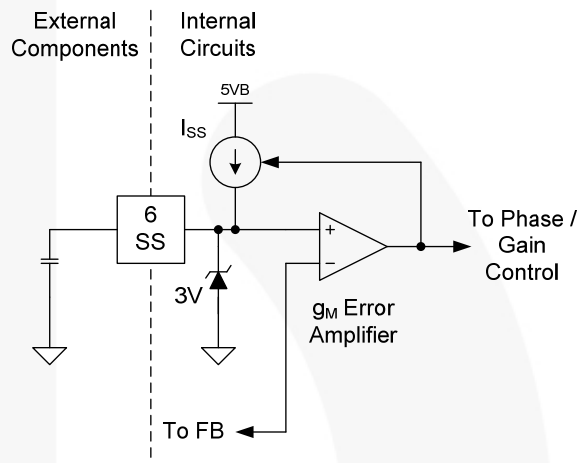 External
Components
Internal
Circuits
5VB
ISS
6
SS
3V
+
−
gM Error
Amplifier
To Phase /
Gain
Control
To FB